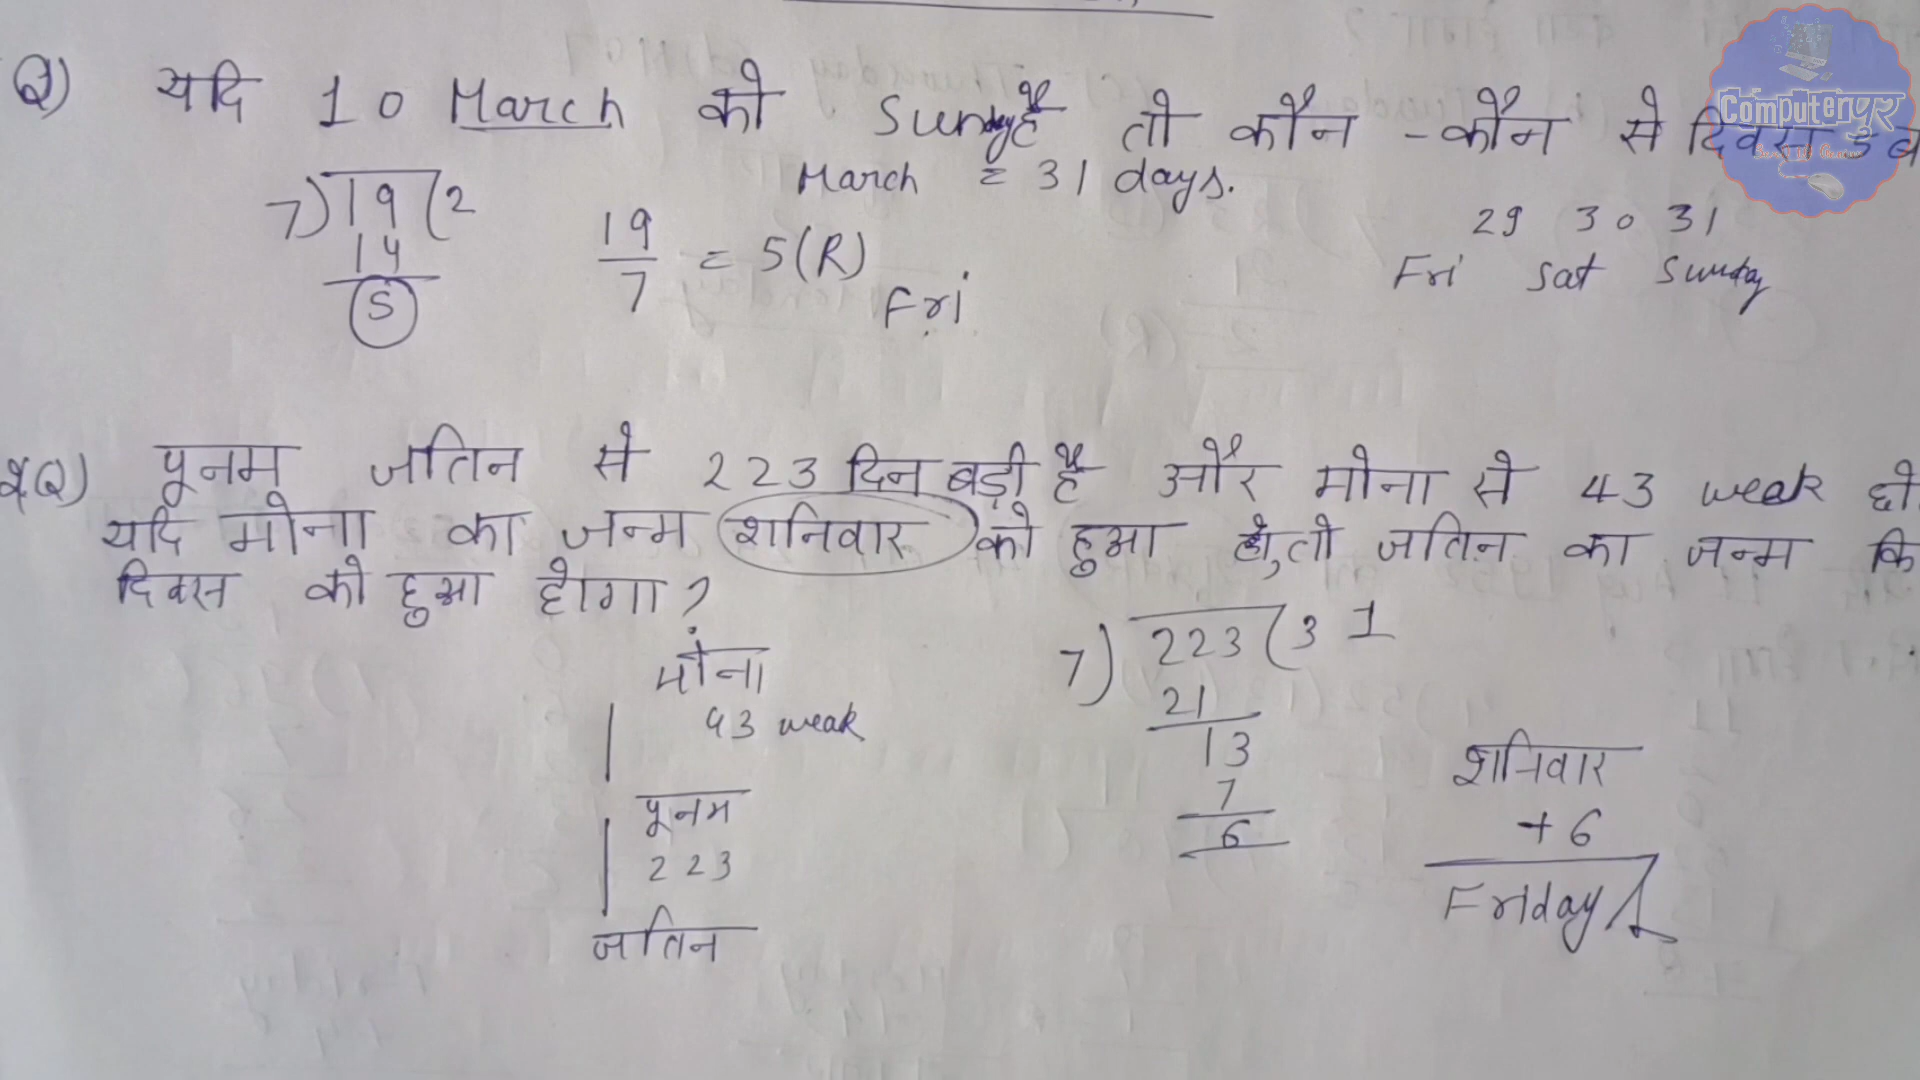 Q) यदि 10 March को Sunday है तो कौन - कौन से दिवस
March = 31 days.
7) 19 (2
14
5
19
7
= 5(R)
Fri
29 30 31
Fri Sat Sunday
Q) पूनम जतिन से 223 दिन बड़ी है और मोना से 43 weak
यदि मोना का जन्म शनिवार को हुआ हो, तो जतिन का जन्म कि
दिवस को हुआ होगा?
मोना
43 weak
पूनम
223
जतिन
7) 223 (3 1
21
13
7
6
शनिवार
+ 6
Friday
Computerपुर